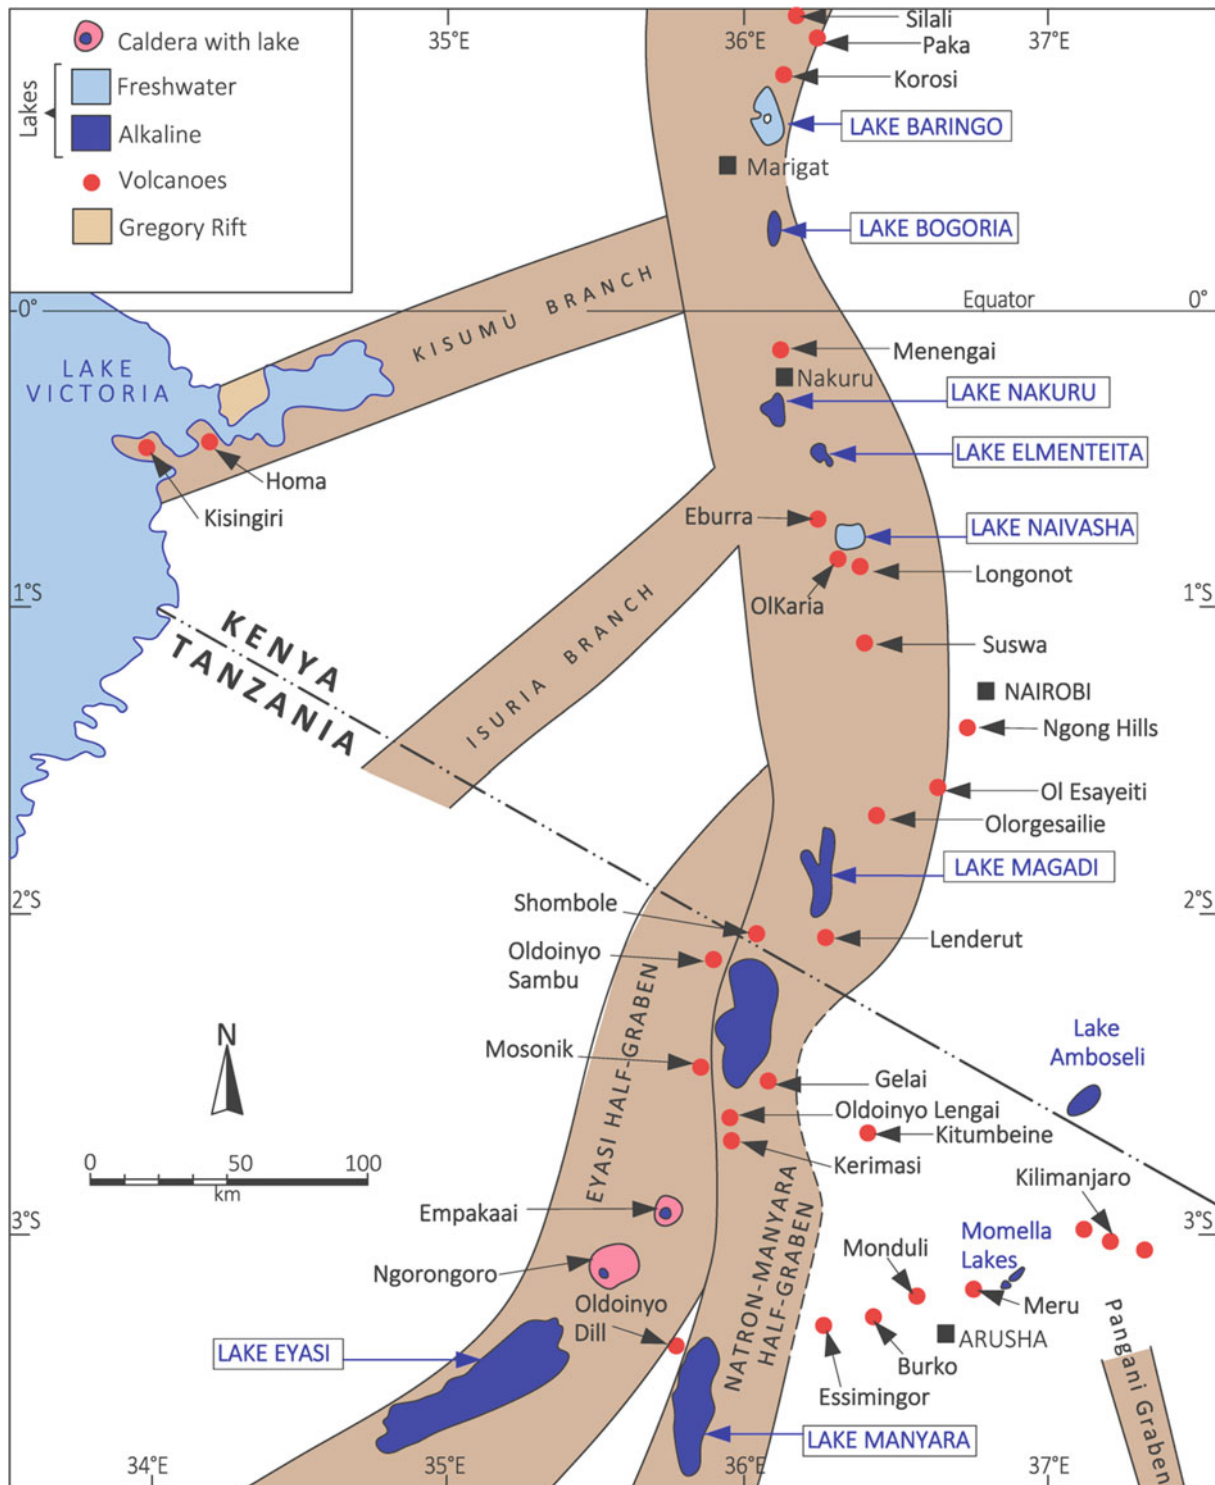 Caldera with lake
Lakes
Freshwater
Alkaline
Volcanoes
Gregory Rift
35°E
36°E
37°E
Silali
Paka
Korosi
LAKE BARINGO
Marigat
LAKE BOGORIA
KISUMU BRANCH
0°
Equator
0°
LAKE
VICTORIA
Menengai
Nakuru
LAKE NAKURU
LAKE ELMENTEITA
Homa
Kisingiri
Eburra
LAKE NAIVASHA
OlKaria
Longonot
1°S
1°S
KENYA
TANZANIA
ISURIA BRANCH
Suswa
NAIROBI
Ngong Hills
Ol Esayeiti
Olorgesailie
LAKE MAGADI
2°S
2°S
Shombole
Lenderut
Oldoinyo
Sambu
EYASI HALF-GRABEN
N
Mosonik
Lake
Amboseli
Gelai
Oldoinyo Lengai
Kitumbeine
Kerimasi
0
50
100
km
Kilimanjaro
Empakaai
3°S
3°S
NATRON-MANYARA
HALF-GRABEN
Momella
Lakes
Monduli
Ngorongoro
Oldoinyo
Dill
Meru
ARUSHA
Pangani Graben
LAKE EYASI
Burko
Essimingor
LAKE MANYARA
34°E
35°E
36°E
37°E